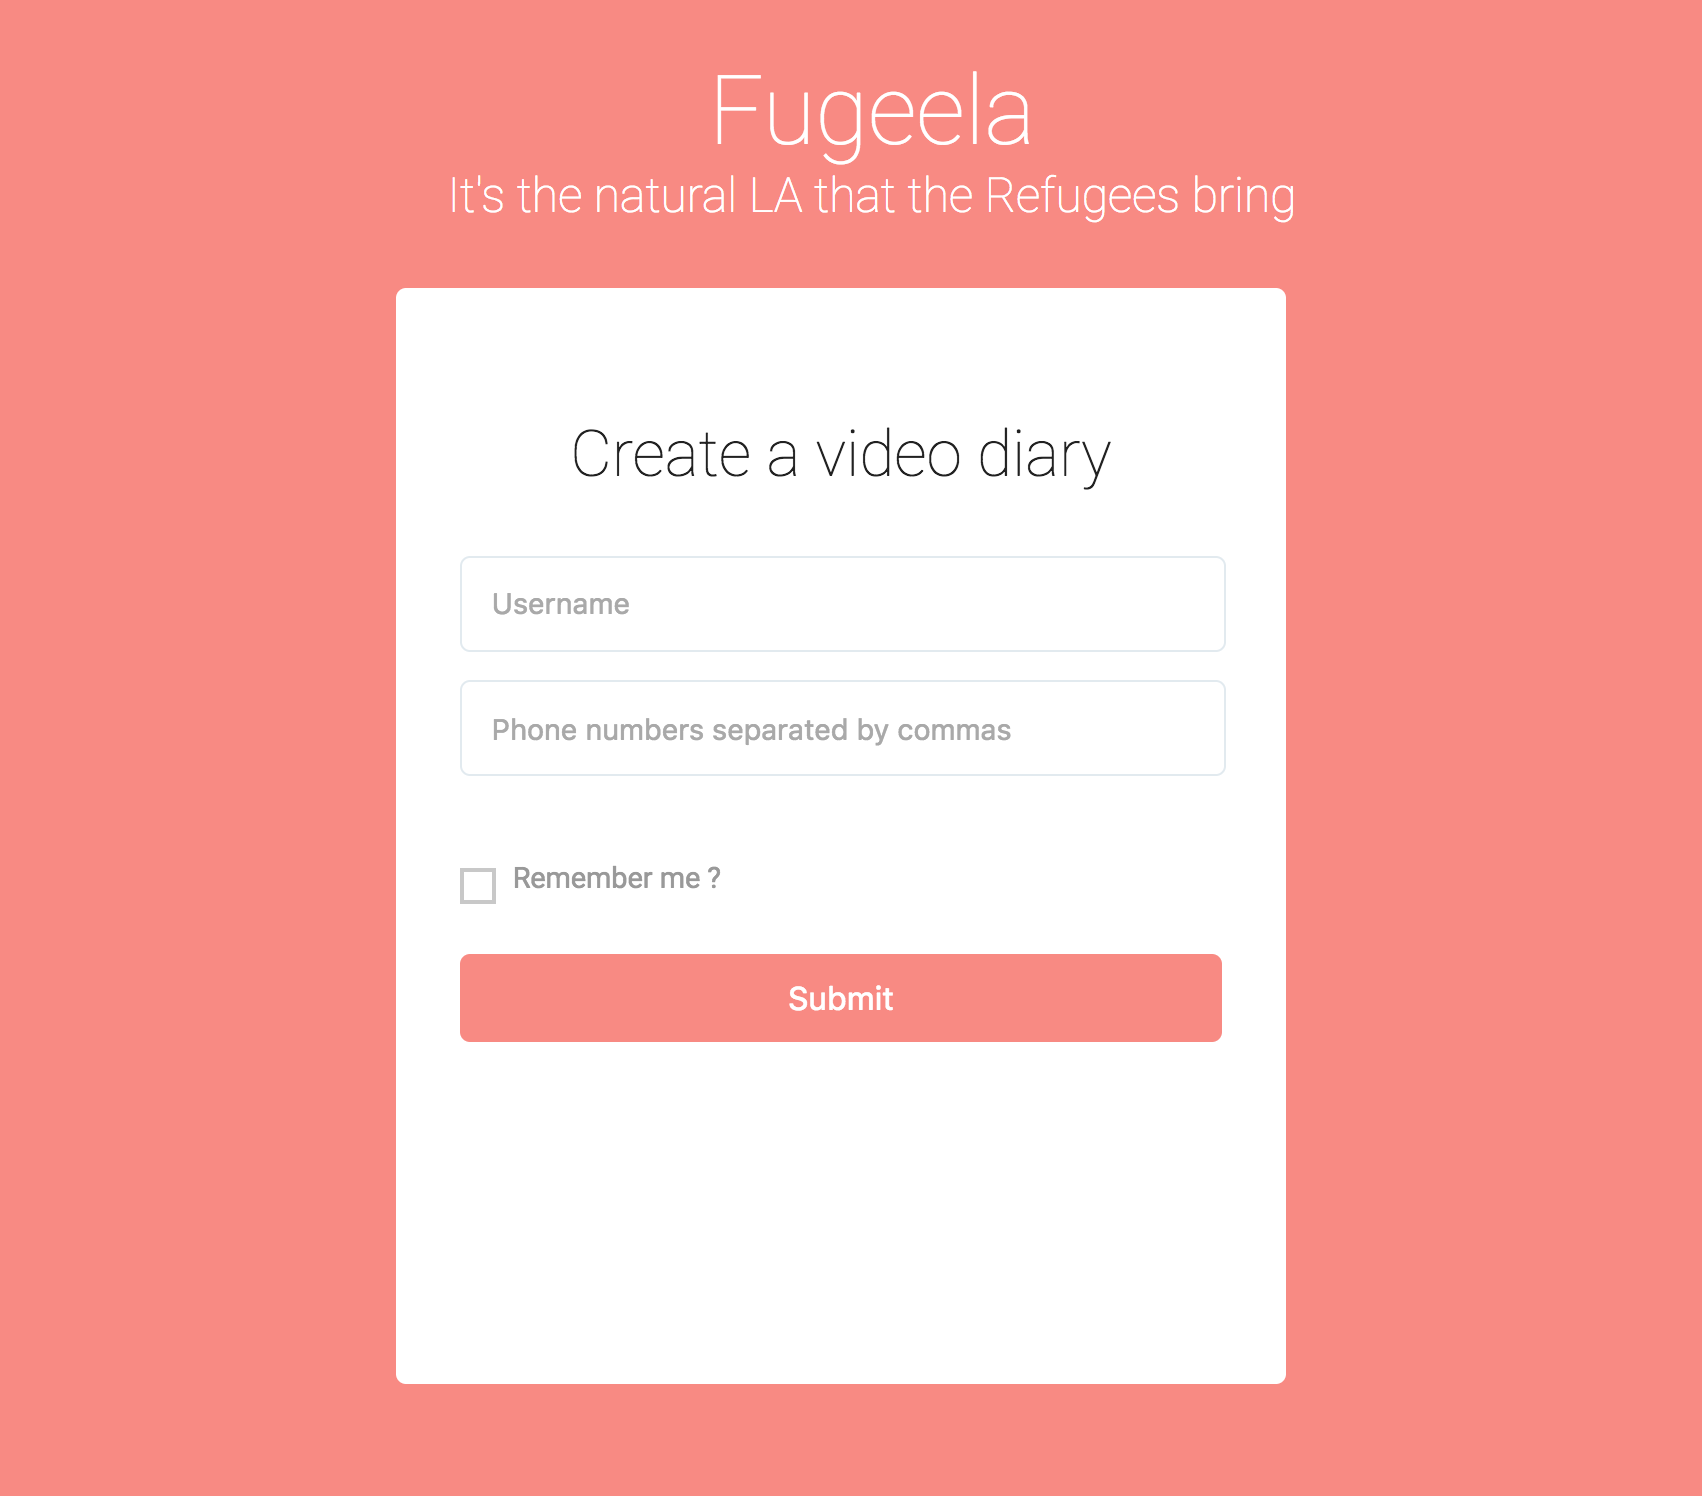 Fugeela
It's the natural LA that the Refugees bring
Create a video diary
Username
Phone numbers separated by commas
Remember me ?
Submit